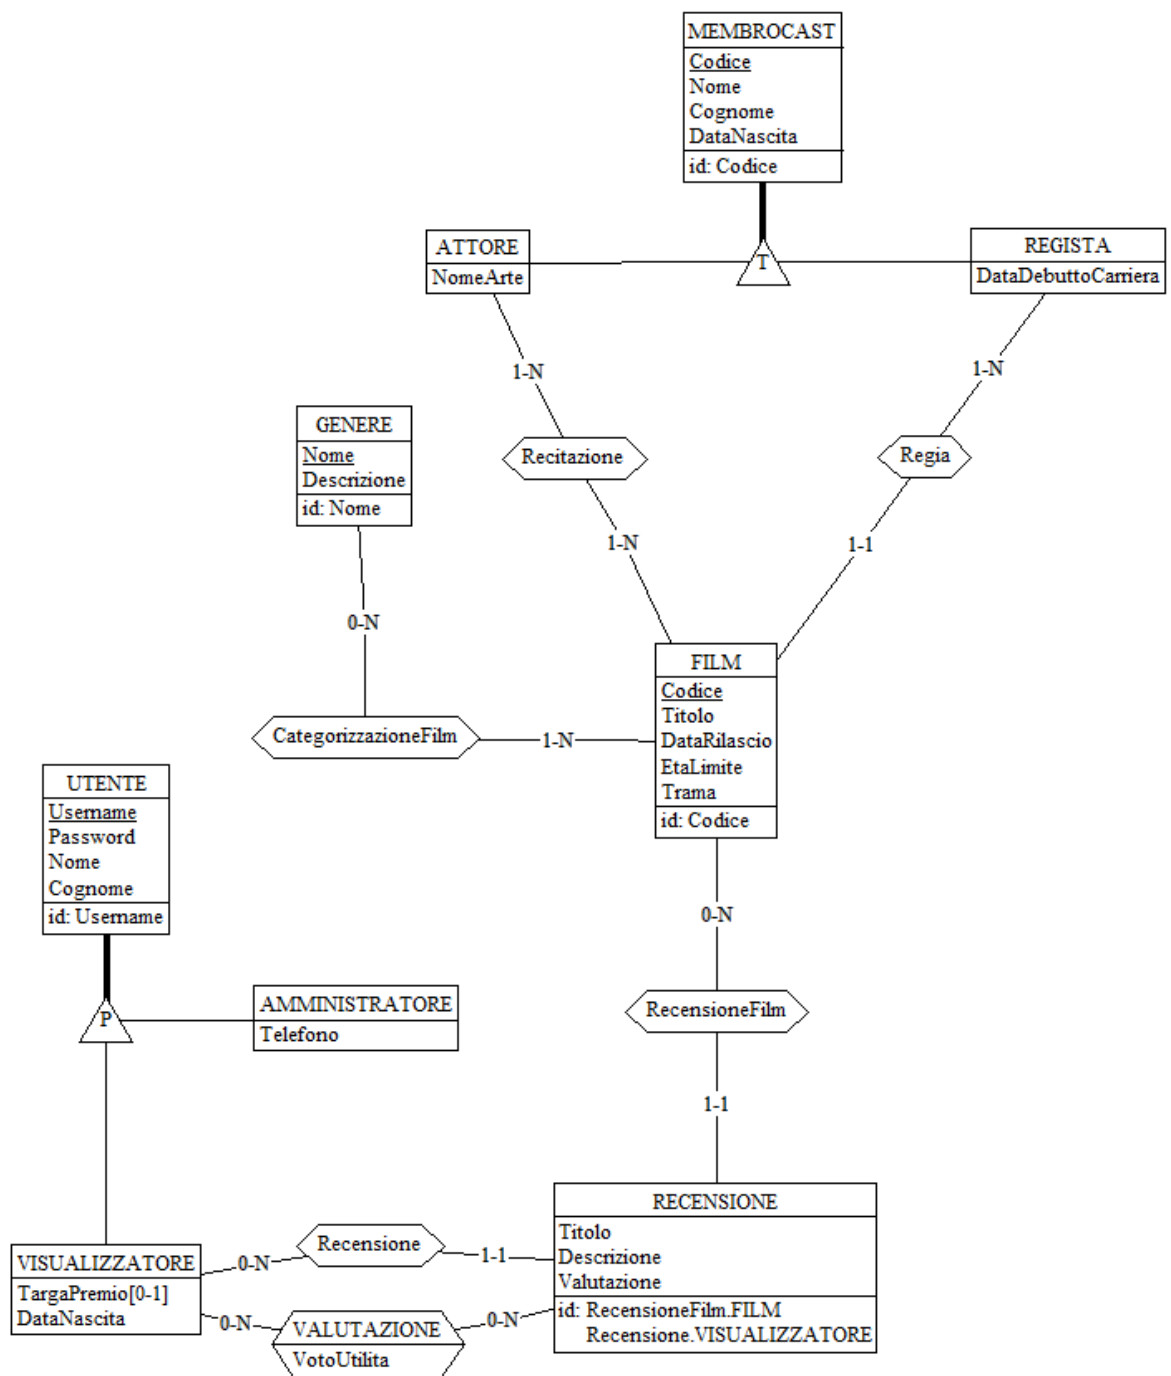 MEMBROCAST
Codice
Nome
Cognome
DataNascita
id: Codice
ATTORE
NomeArte
T
REGISTA
DataDebuttoCarriera
1-N
1-N
GENERE
Nome
Descrizione
id: Nome
Recitazione
Regia
1-N
1-1
0-N
FILM
Codice
Titolo
DataRilascio
EtaLimite
Trama
id: Codice
CategorizzazioneFilm
1-N
UTENTE
Username
Password
Nome
Cognome
id: Username
0-N
P
AMMINISTRATORE
Telefono
RecensioneFilm
1-1
RECENSIONE
Titolo
Descrizione
Valutazione
id: RecensioneFilm.FILM
Recensione.VISUALIZZATORE
VISUALIZZATORE
TargaPremio[0-1]
DataNascita
0-N
Recensione
1-1
0-N
VALUTAZIONE
VotoUtilita
0-N